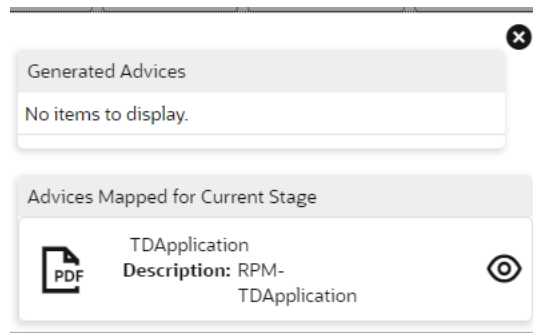 Generated Advices
No items to display.
Advices Mapped for Current Stage
TDApplication
PDF
Description: RPM-
TDApplication